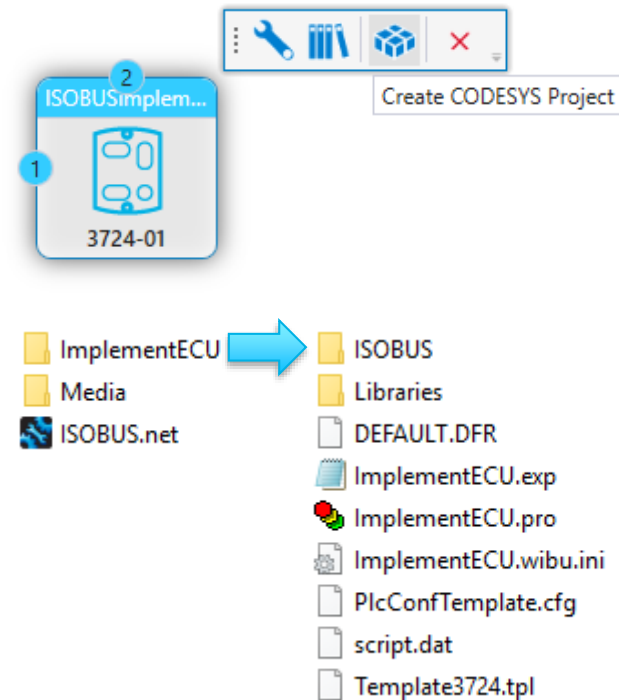 2
ISOBUSimplem...
1
3724-01
Create CODESYS Project
ImplementECU
Media
ISOBUS.net
ISOBUS
Libraries
DEFAULT.DFR
ImplementECU.exp
ImplementECU.pro
ImplementECU.wibu.ini
PlcConfTemplate.cfg
script.dat
Template3724.tpl